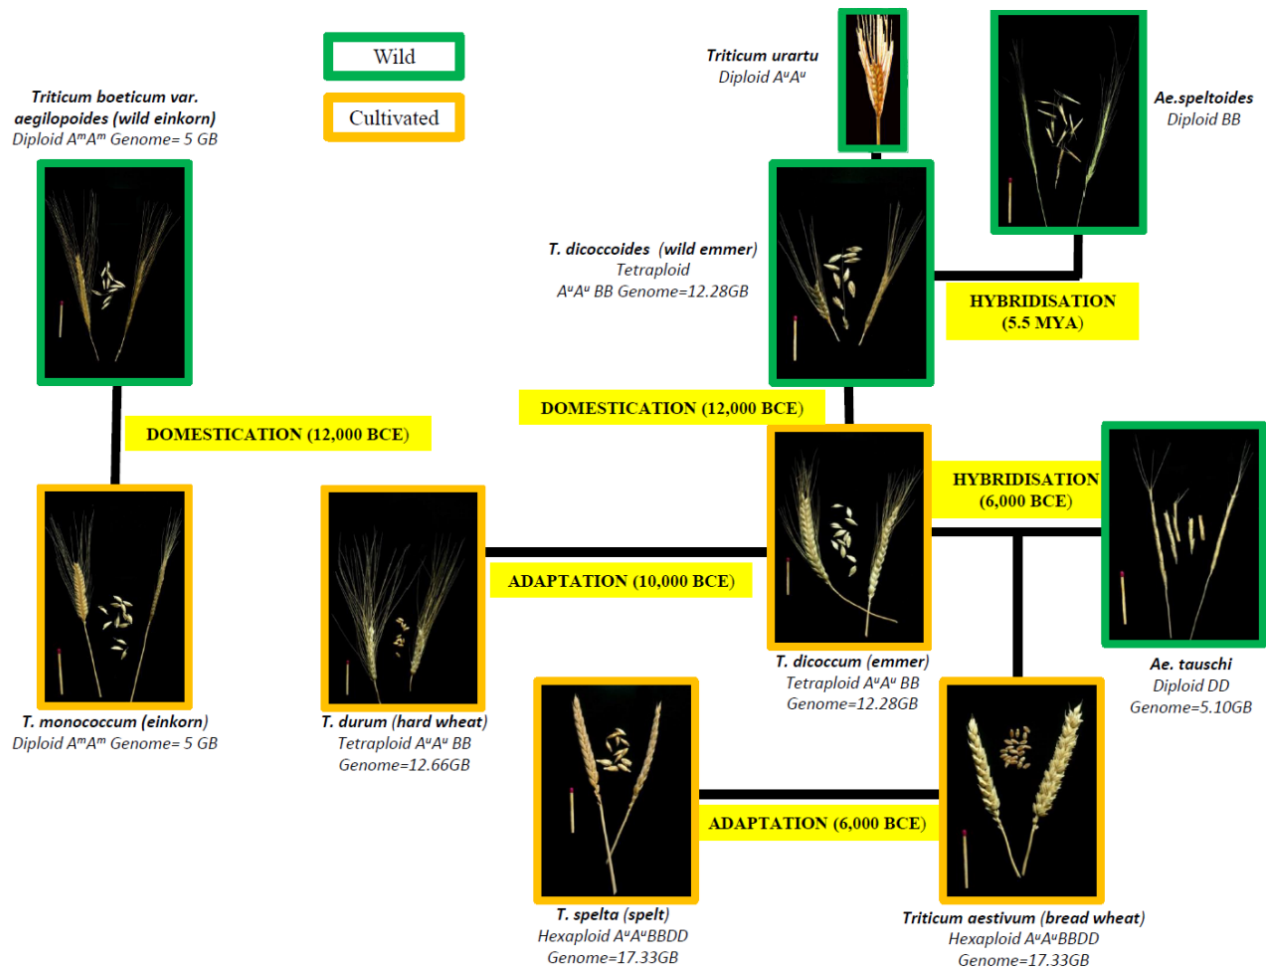 Wild
Cultivated
Triticum boeticum var.
aegilopoides (wild einkorn)
Diploid AᵐAᵐ Genome= 5 GB
Triticum urartu
Diploid AᵘAᵘ
Ae.speltoides
Diploid BB
T. dicoccoides (wild emmer)
Tetraploid
AᵘAᵘ BB Genome=12.28GB
HYBRIDISATION
(5.5 MYA)
DOMESTICATION (12,000 BCE)
DOMESTICATION (12,000 BCE)
HYBRIDISATION
(6,000 BCE)
ADAPTATION (10,000 BCE)
T. monococcum (einkorn)
Diploid AᵐAᵐ Genome= 5 GB
T. durum (hard wheat)
Tetraploid AᵘAᵘ BB
Genome=12.66GB
T. dicoccum (emmer)
Tetraploid AᵘAᵘ BB
Genome=12.28GB
Ae. tauschi
Diploid DD
Genome=5.10GB
ADAPTATION (6,000 BCE)
T. spelta (spelt)
Hexaploid AᵘAᵘBBDD
Genome=17.33GB
Triticum aestivum (bread wheat)
Hexaploid AᵘAᵘBBDD
Genome=17.33GB